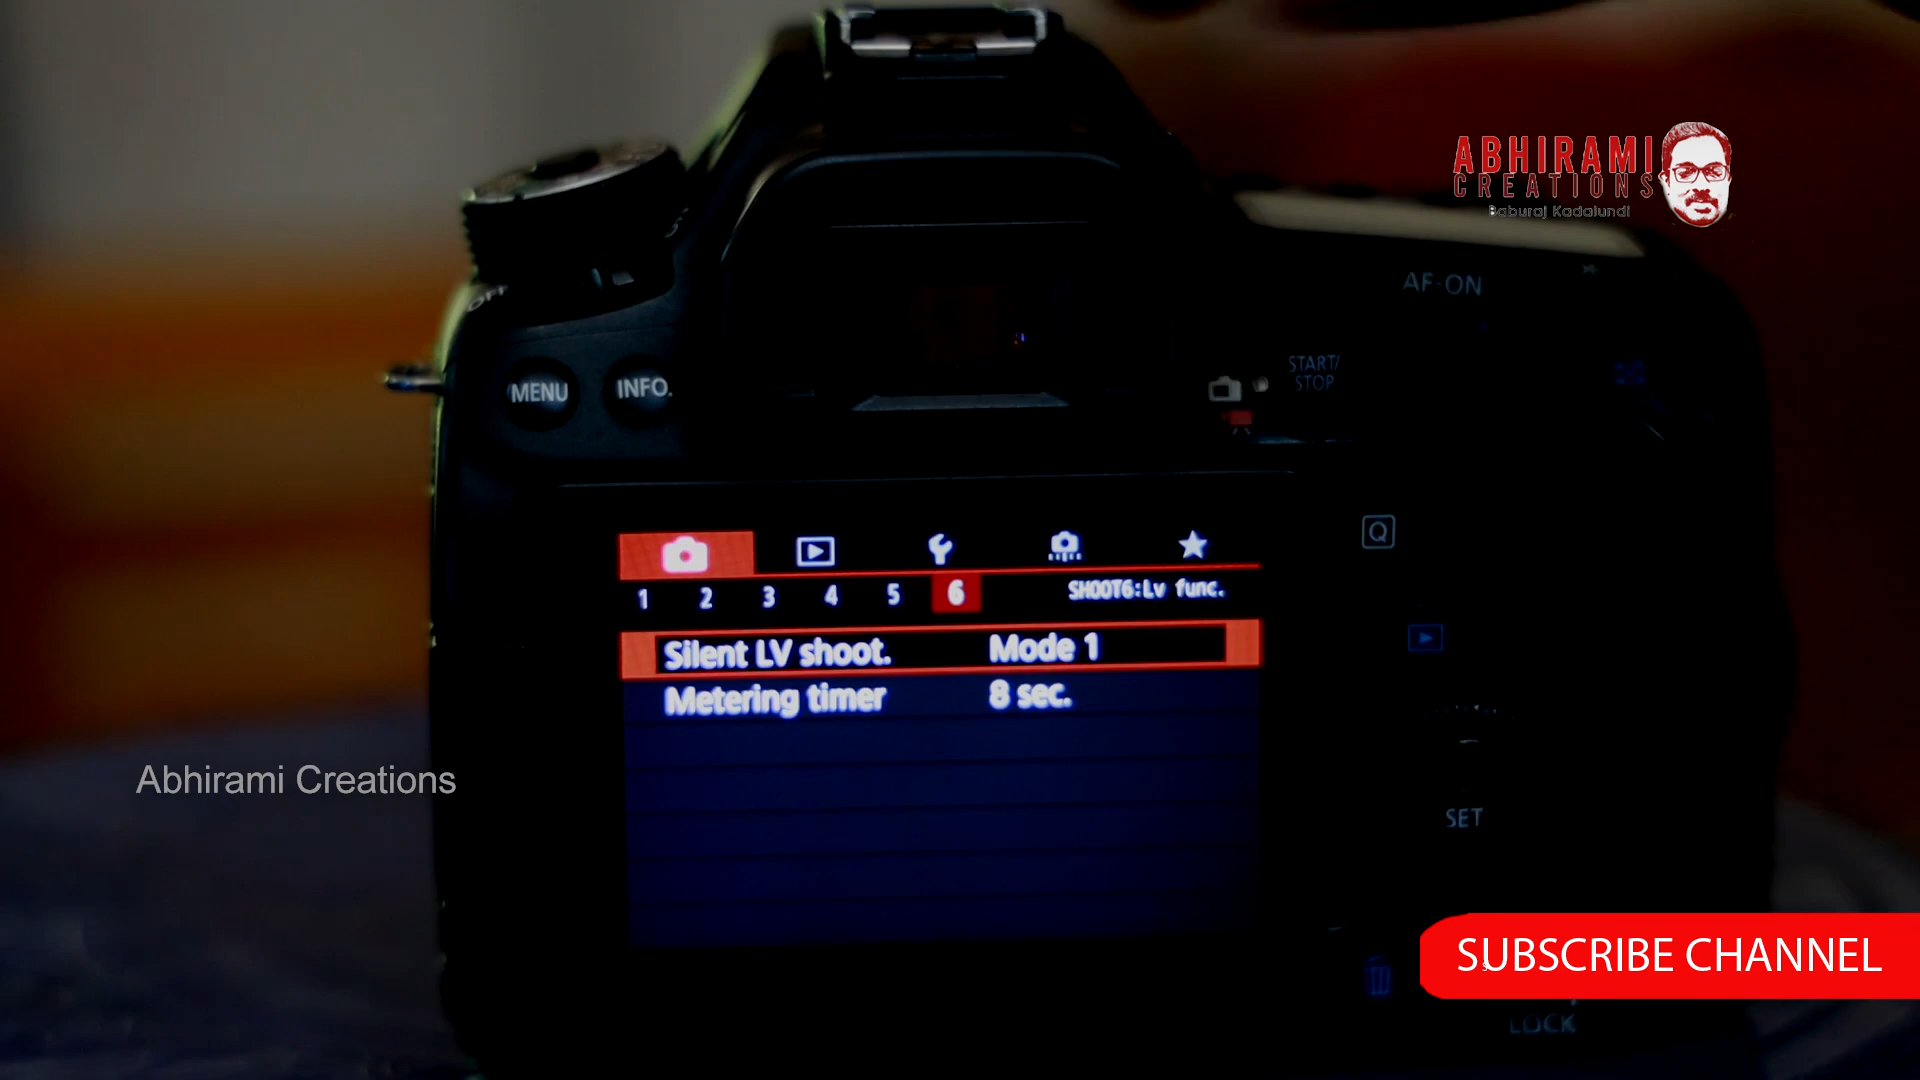 ABHIRAMI
CREATIONS
Baburaj Kadalundi
AF-ON
OFF
MENU
INFO.
START/
STOP
Q
1 2 3 4 5 6 SHOOT6:Lv func.
Silent LV shoot. Mode 1
Metering timer 8 sec.
Abhirami Creations
SET
SUBSCRIBE CHANNEL
LOCK